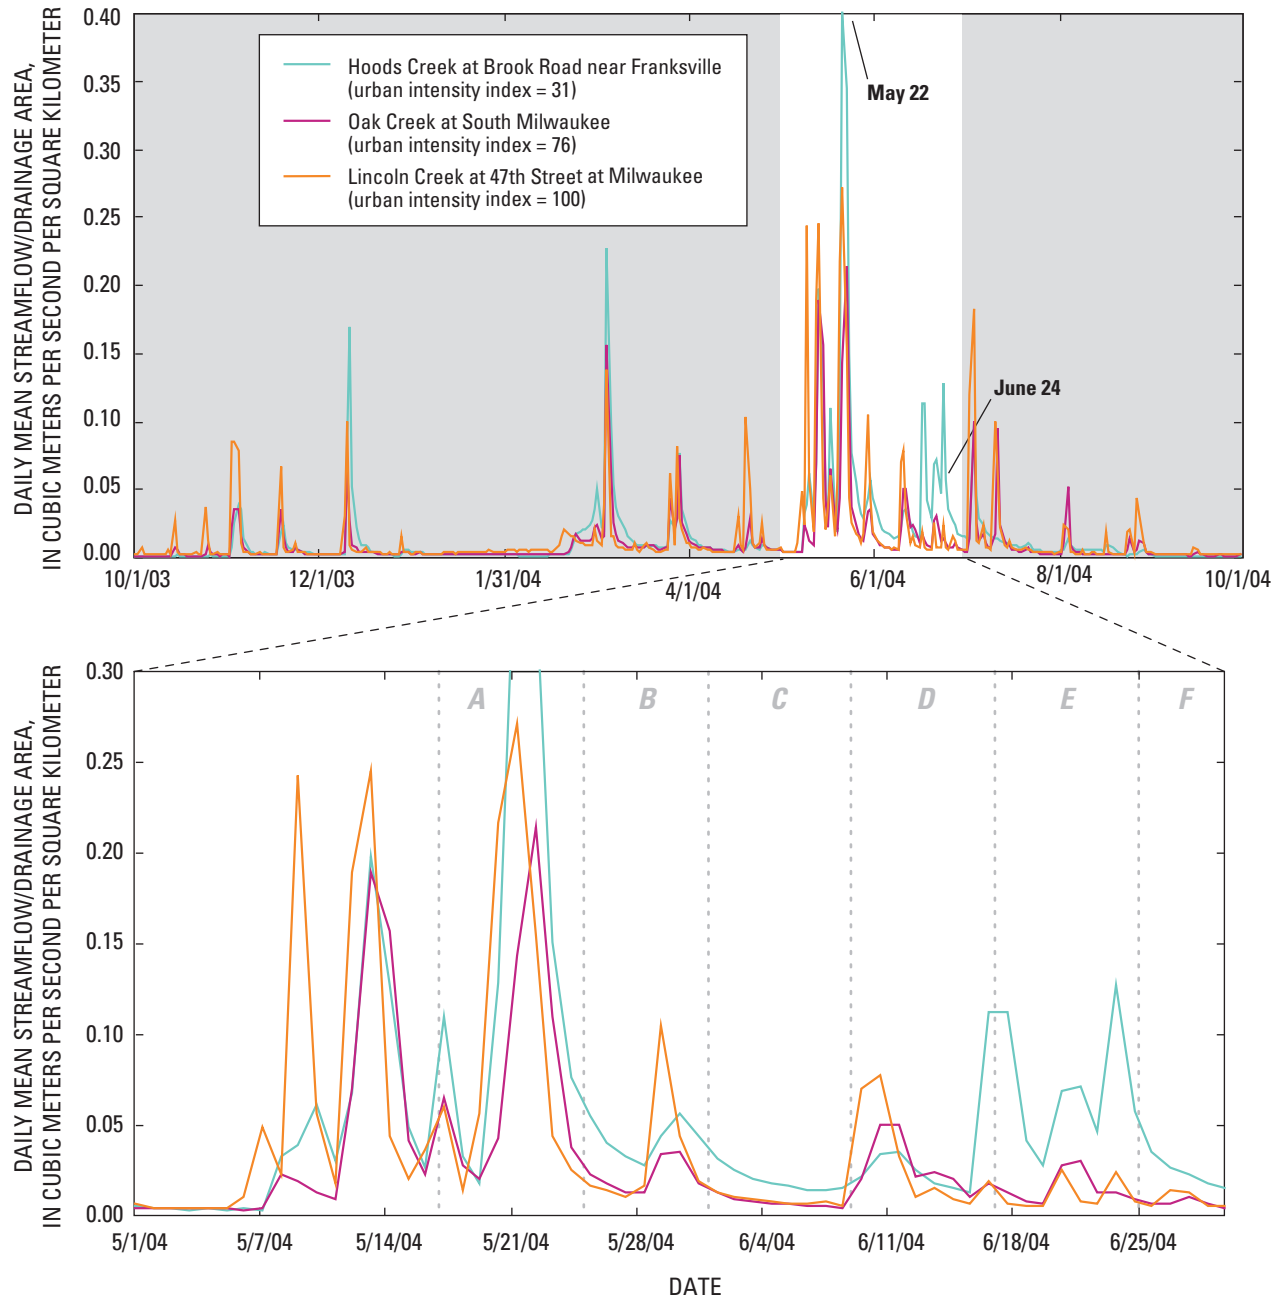 DAILY MEAN STREAMFLOW/DRAINAGE AREA,
IN CUBIC METERS PER SECOND PER SQUARE KILOMETER
0.40
0.35
0.30
0.25
0.20
0.15
0.10
0.05
0.00
Hoods Creek at Brook Road near Franksville
(urban intensity index = 31)
Oak Creek at South Milwaukee
(urban intensity index = 76)
Lincoln Creek at 47th Street at Milwaukee
(urban intensity index = 100)
May 22
June 24
10/1/03 12/1/03 1/31/04 4/1/04 6/1/04 8/1/04 10/1/04
DAILY MEAN STREAMFLOW/DRAINAGE AREA,
IN CUBIC METERS PER SECOND PER SQUARE KILOMETER
0.30
0.25
0.20
0.15
0.10
0.05
0.00
A B C D E F
5/1/04 5/7/04 5/14/04 5/21/04 5/28/04 6/4/04 6/11/04 6/18/04 6/25/04
DATE